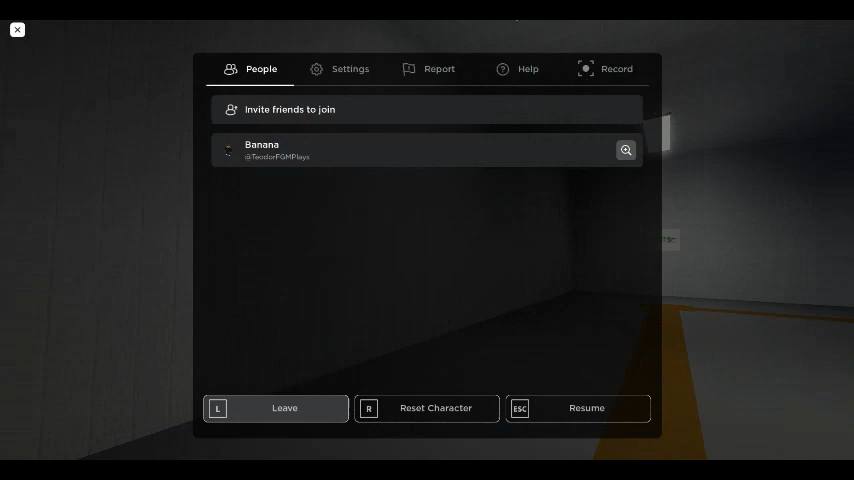 People Settings Report Help Record
Invite friends to join
Banana
@TeodorFGMPlays
L Leave R Reset Character ESC Resume